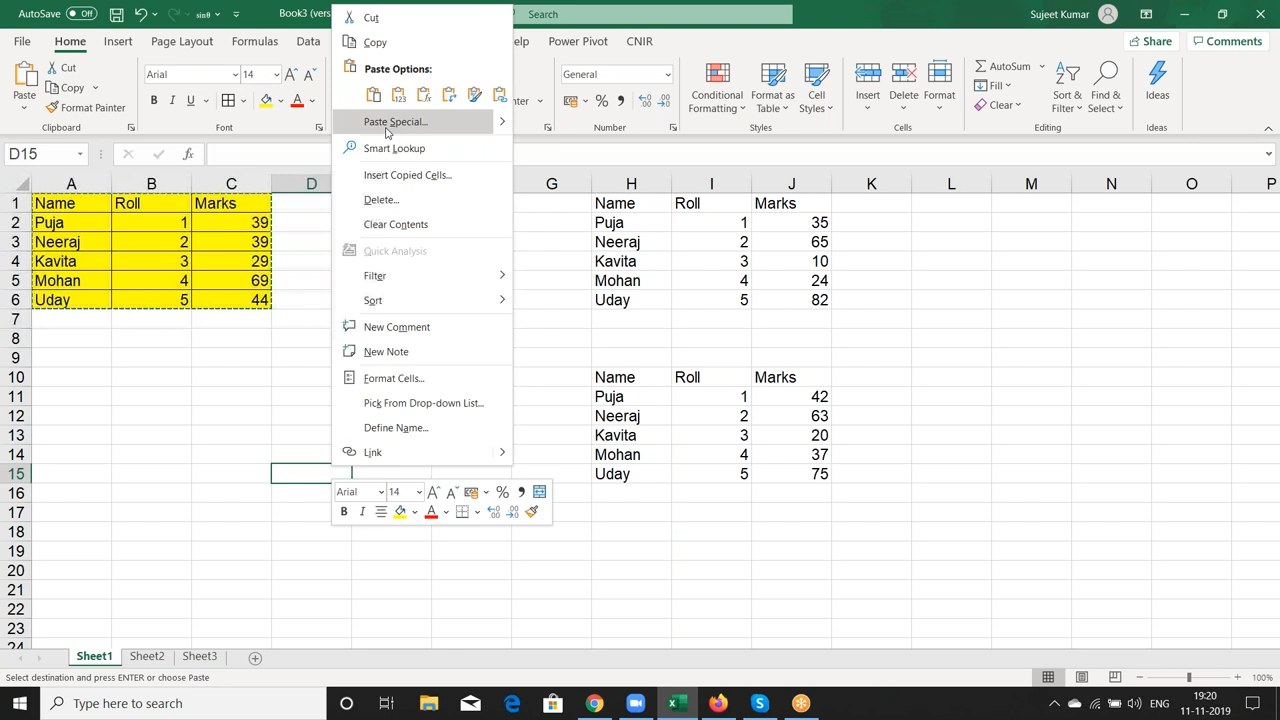 AutoSave Off sinθ Book3 Search Sujeet Kumar
File Home Insert Page Layout Formulas Help Power Pivot CNIR Share Comments
Paste Cut Copy Format Painter Clipboard
Arial 14 B I U A Font
General % Number
Conditional Formatting Format as Table Cell Styles Styles
Insert Delete Format Cells
AutoSum Fill Clear Sort & Filter Find & Select Editing
Ideas Ideas
D15 fx
A B C D G H I J K L M N O P
1 Name Roll Marks Name Roll Marks
2 Puja 1 39 Puja 1 35
3 Neeraj 2 39 Neeraj 2 65
4 Kavita 3 29 Kavita 3 10
5 Mohan 4 69 Mohan 4 24
6 Uday 5 44 Uday 5 82
7
8
9
10 Name Roll Marks
11 Puja 1 42
12 Neeraj 2 63
13 Kavita 3 20
14 Mohan 4 37
15 Uday 5 75
16
17
18
19
20
21
22
23
24
Cut
Copy
Paste Options:
Paste Special...
Smart Lookup
Insert Copied Cells...
Delete...
Clear Contents
Quick Analysis
Filter
Sort
New Comment
New Note
Format Cells...
Pick From Drop-down List...
Define Name...
Link
Arial 14 A A % ,
B I A
Sheet1 Sheet2 Sheet3
Select destination and press ENTER or choose Paste 100%
Type here to search ENG 19:20
11-11-2019